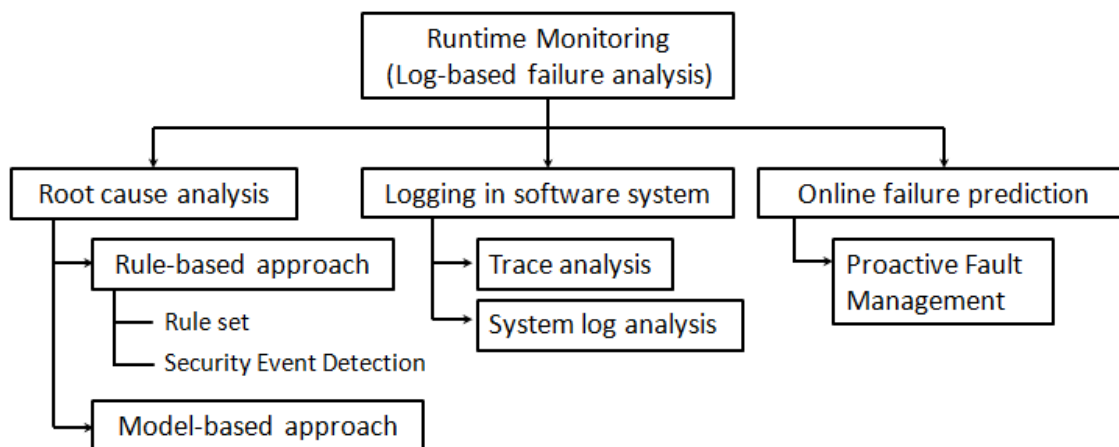 Runtime Monitoring
(Log-based failure analysis)
Root cause analysis
Rule-based approach
Rule set
Security Event Detection
Model-based approach
Logging in software system
Trace analysis
System log analysis
Online failure prediction
Proactive Fault
Management